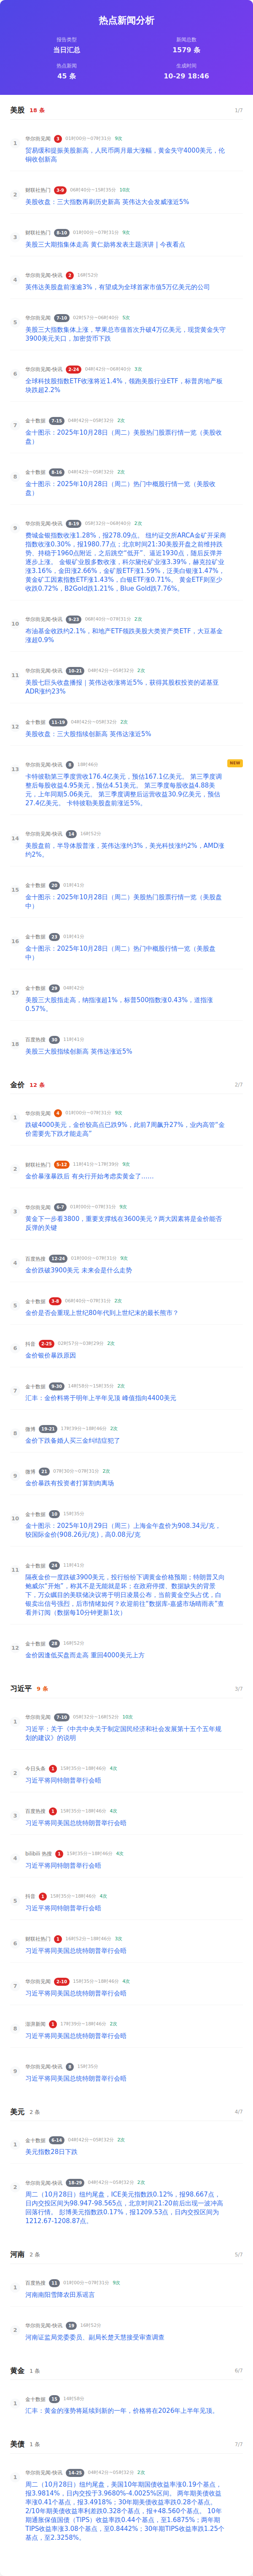 热点新闻分析
报告类型
新闻总数
当日汇总
1579 条
热点新闻
生成时间
45 条
10-29 18:46
美股 18 条
1/7
1
华尔街见闻 3 01时00分~07时31分 9次
贸易缓和提振美股新高，人民币两月最大涨幅，黄金失守4000美元，伦
铜收创新高
2
财联社热门 3-9 06时40分~15时35分 10次
美股收盘：三大指数再刷历史新高 英伟达大会发威涨近5%
3
财联社热门 8-10 01时00分~07时31分 9次
美股三大期指集体走高 黄仁勋将发表主题演讲 | 今夜看点
4
华尔街见闻-快讯 2 16时52分
英伟达美股盘前涨逾3%，有望成为全球首家市值5万亿美元的公司
5
华尔街见闻 7-10 02时57分~06时40分 5次
美股三大指数集体上涨，苹果总市值首次升破4万亿美元，现货黄金失守
3900美元关口，加密货币下跌
6
华尔街见闻-快讯 2-24 04时42分~06时40分 3次
全球科技股指数ETF收涨将近1.4%，领跑美股行业ETF，标普房地产板
块跌超2.2%
7
金十数据 7-15 04时42分~05时32分 2次
金十图示：2025年10月28日（周二）美股热门股票行情一览（美股收
盘）
8
金十数据 8-16 04时42分~05时32分 2次
金十图示：2025年10月28日（周二）热门中概股行情一览（美股收
盘）
9
华尔街见闻-快讯 8-19 05时32分~06时40分 2次
费城金银指数收涨1.28%，报278.09点。 纽约证交所ARCA金矿开采商
指数收涨0.30%，报1980.77点；北京时间21:30美股开盘之前维持跌
势、持稳于1960点附近，之后跳空“低开”、逼近1930点，随后反弹并
逐步上涨。 金银矿业股多数收涨，科尔黛伦矿业涨3.39%，赫克拉矿业
涨3.16%，金田涨2.66%，金矿股ETF涨1.59%，泛美白银涨1.47%，
黄金矿工因素指数ETF涨1.43%，白银ETF涨0.71%。 黄金ETF则至少
收跌0.72%，B2Gold跌1.21%，Blue Gold跌7.76%。
10
华尔街见闻-快讯 9-23 06时40分~07时31分 2次
布油基金收跌约2.1%，和地产ETF领跌美股大类资产类ETF，大豆基金
涨超0.9%
11
华尔街见闻-快讯 10-21 04时42分~05时32分 2次
美股七巨头收盘播报｜英伟达收涨将近5%，获得其股权投资的诺基亚
ADR涨约23%
12
金十数据 11-19 04时42分~05时32分 2次
美股收盘：三大股指续创新高 英伟达涨近5%
13
华尔街见闻-快讯 8 18时46分
NEW
卡特彼勒第三季度营收176.4亿美元，预估167.1亿美元。 第三季度调
整后每股收益4.95美元，预估4.51美元。 第三季度每股收益4.88美
元，上年同期5.06美元。 第三季度调整后运营收益30.9亿美元，预估
27.4亿美元。 卡特彼勒美股盘前涨近5%。
14
华尔街见闻-快讯 14 16时52分
美股盘前，半导体股普涨，英伟达涨约3%，美光科技涨约2%，AMD涨
约2%。
15
金十数据 20 01时41分
金十图示：2025年10月28日（周二）美股热门股票行情一览（美股盘
中）
16
金十数据 23 01时41分
金十图示：2025年10月28日（周二）热门中概股行情一览（美股盘
中）
17
金十数据 29 04时42分
美股三大股指走高，纳指涨超1%，标普500指数涨0.43%，道指涨
0.57%。
18
百度热搜 30 11时41分
美股三大股指续创新高 英伟达涨近5%
金价 12 条
2/7
1
华尔街见闻 4 01时00分~07时31分 9次
跌破4000美元，金价较高点已跌9%，此前7周飙升27%，业内高管“金
价需要先下跌才能走高”
2
财联社热门 5-12 11时41分~17时39分 9次
金价暴涨暴跌后 有央行开始考虑卖黄金了……
3
华尔街见闻 6-7 01时00分~07时31分 9次
黄金下一步看3800，重要支撑线在3600美元？两大因素将是金价能否
反弹的关键
4
百度热搜 12-24 01时00分~07时31分 9次
金价跌破3900美元 未来会是什么走势
5
金十数据 3-8 06时40分~07时31分 2次
金价是否会重现上世纪80年代到上世纪末的最长熊市？
6
抖音 2-25 02时57分~03时29分 2次
金价银价暴跌原因
7
金十数据 9-30 14时58分~15时35分 2次
汇丰：金价料将于明年上半年见顶 峰值指向4400美元
8
微博 19-21 17时39分~18时46分 2次
金价下跌备婚人买三金纠结症犯了
9
微博 21 07时30分~07时31分 2次
金价暴跌有投资者打算割肉离场
10
金十数据 10 15时35分
金十图示：2025年10月29日（周三）上海金午盘价为908.34元/克，
较国际金价(908.26元/克)，高0.08元/克
11
金十数据 24 11时41分
隔夜金价一度跌破3900美元，投行纷纷下调黄金价格预期；特朗普又向
鲍威尔“开炮”，称其不是无能就是坏；在政府停摆、数据缺失的背景
下，万众瞩目的美联储决议将于明日凌晨公布，当前黄金空头占优，白
银卖出信号强烈，后市情绪如何？欢迎前往“数据库-嘉盛市场晴雨表”查
看并订阅（数据每10分钟更新1次）
12
金十数据 28 16时52分
金价因逢低买盘而走高 重回4000美元上方
习近平 9 条
3/7
1
华尔街见闻 7-10 05时32分~16时52分 10次
习近平：关于《中共中央关于制定国民经济和社会发展第十五个五年规
划的建议》的说明
2
今日头条 1 15时35分~18时46分 4次
习近平将同特朗普举行会晤
3
百度热搜 1 15时35分~18时46分 4次
习近平将同美国总统特朗普举行会晤
4
bilibili 热搜 1 15时35分~18时46分 4次
习近平将同特朗普举行会晤
5
抖音 1 15时35分~18时46分 4次
习近平将同特朗普举行会晤
6
财联社热门 1 16时52分~18时46分 3次
习近平将同美国总统特朗普举行会晤
7
华尔街见闻 2-10 15时35分~18时46分 4次
习近平将同美国总统特朗普举行会晤
8
澎湃新闻 1 17时39分~18时46分 2次
习近平将同美国总统特朗普举行会晤
9
华尔街见闻-快讯 8 15时35分
习近平将同美国总统特朗普举行会晤
美元 2 条
4/7
1
金十数据 6-14 04时42分~05时32分 2次
美元指数28日下跌
2
华尔街见闻-快讯 18-29 04时42分~05时32分 2次
周二（10月28日）纽约尾盘，ICE美元指数跌0.12%，报98.667点，
日内交投区间为98.947-98.565点，北京时间21:20前后出现一波冲高
回落行情。 彭博美元指数跌0.17%，报1209.53点，日内交投区间为
1212.67-1208.87点。
河南 2 条
5/7
1
百度热搜 11 01时00分~07时31分 9次
河南南阳雪降农田系谣言
2
华尔街见闻-快讯 29 16时52分
河南证监局党委委员、副局长楚天慧接受审查调查
黄金 1 条
6/7
1
金十数据 15 14时58分
汇丰：黄金的涨势将延续到新的一年，价格将在2026年上半年见顶。
美债 1 条
7/7
1
华尔街见闻-快讯 14-25 04时42分~05时32分 2次
周二（10月28日）纽约尾盘，美国10年期国债收益率涨0.19个基点，
报3.9814%，日内交投于3.9680%-4.0025%区间。 两年期美债收益
率涨0.41个基点，报3.4918%；30年期美债收益率跌0.28个基点。
2/10年期美债收益率利差跌0.328个基点，报+48.560个基点。 10年
期通胀保值国债（TIPS）收益率跌0.44个基点，至1.6875%；两年期
TIPS收益率涨3.08个基点，至0.8442%；30年期TIPS收益率跌1.25个
基点，至2.3258%。